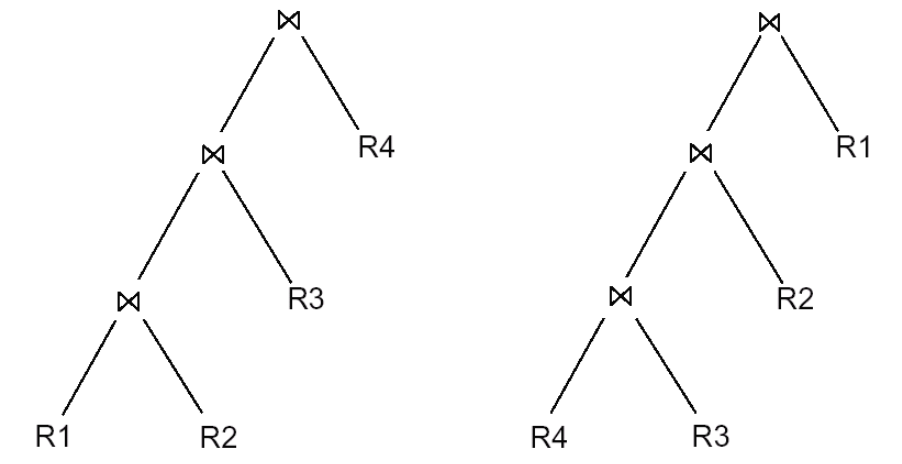 ⋈ ⋈
R4 R1
⋈ ⋈
R3 R2
⋈ ⋈
R1 R2 R4 R3